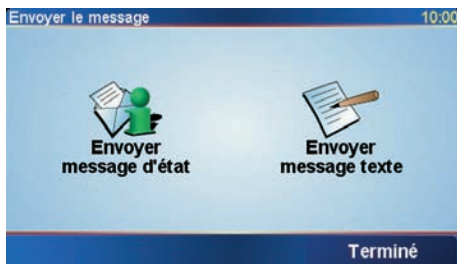 Envoyer le message 10:00
Envoyer
message d'état
Envoyer
message texte
Terminé